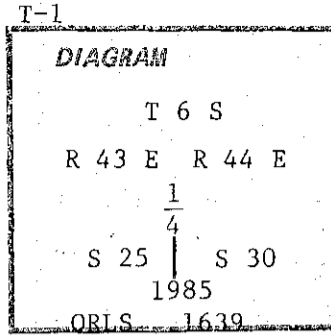 T-1
DIAGRAM
T 6 S
R 43 E R 44 E
1
4
S 25 | S 30
1985
ORLS 1639